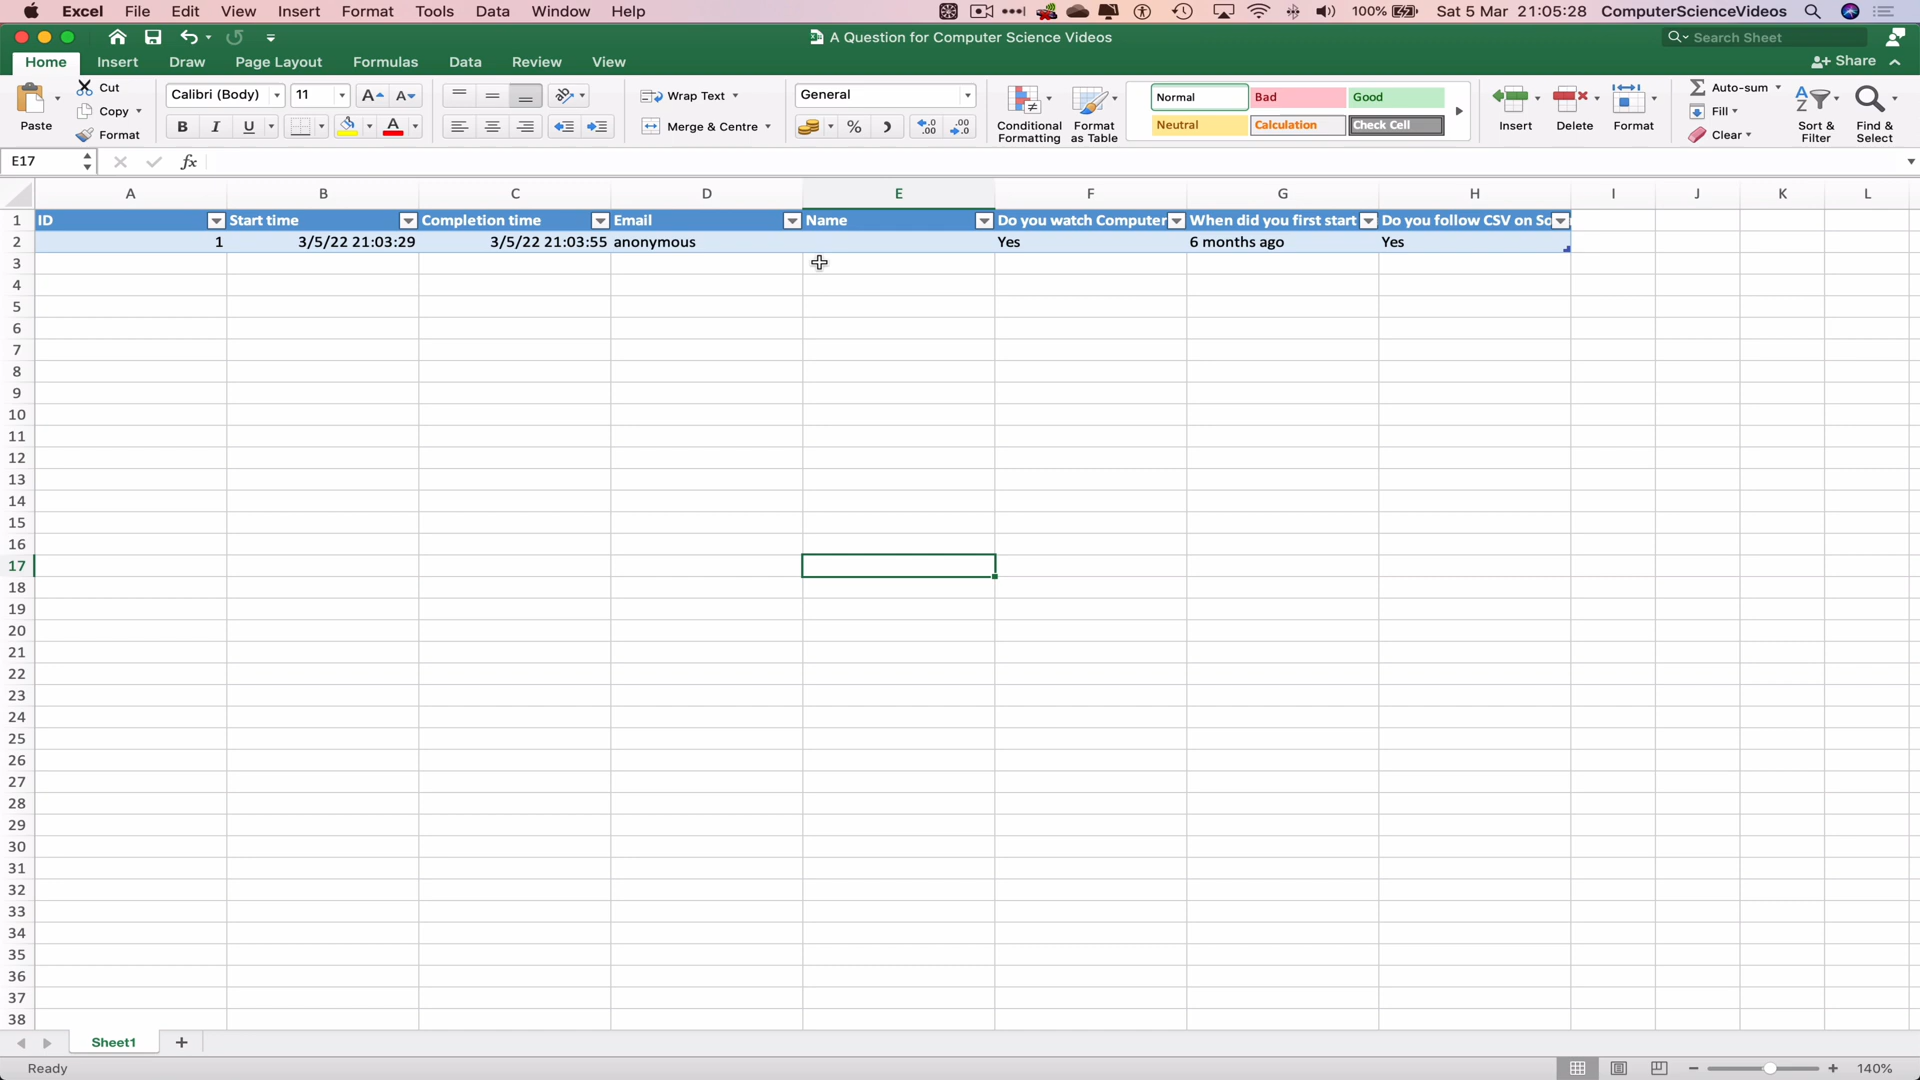 Excel File Edit View Insert Format Tools Data Window Help 100% Sat 5 Mar 21:05:28 ComputerScienceVideos
A Question for Computer Science Videos Search Sheet
Home Insert Draw Page Layout Formulas Data Review View Share
Paste Cut Copy Format
Calibri (Body) 11 A A
B I U A
ab Wrap Text
Merge & Centre
General
% .0 .00 .00 .0
Conditional Formatting
Format as Table
Normal Bad Good
Neutral Calculation Check Cell
Insert Delete Format
Auto-sum
Fill
Clear
Sort & Filter
Find & Select
E17 fx
A B C D E F G H I J K L
1 ID Start time Completion time Email Name Do you watch Computer When did you first start Do you follow CSV on So
2 1 3/5/22 21:03:29 3/5/22 21:03:55 anonymous Yes 6 months ago Yes
3
4
5
6
7
8
9
10
11
12
13
14
15
16
17
18
19
20
21
22
23
24
25
26
27
28
29
30
31
32
33
34
35
36
37
38
Sheet1 +
Ready 140%